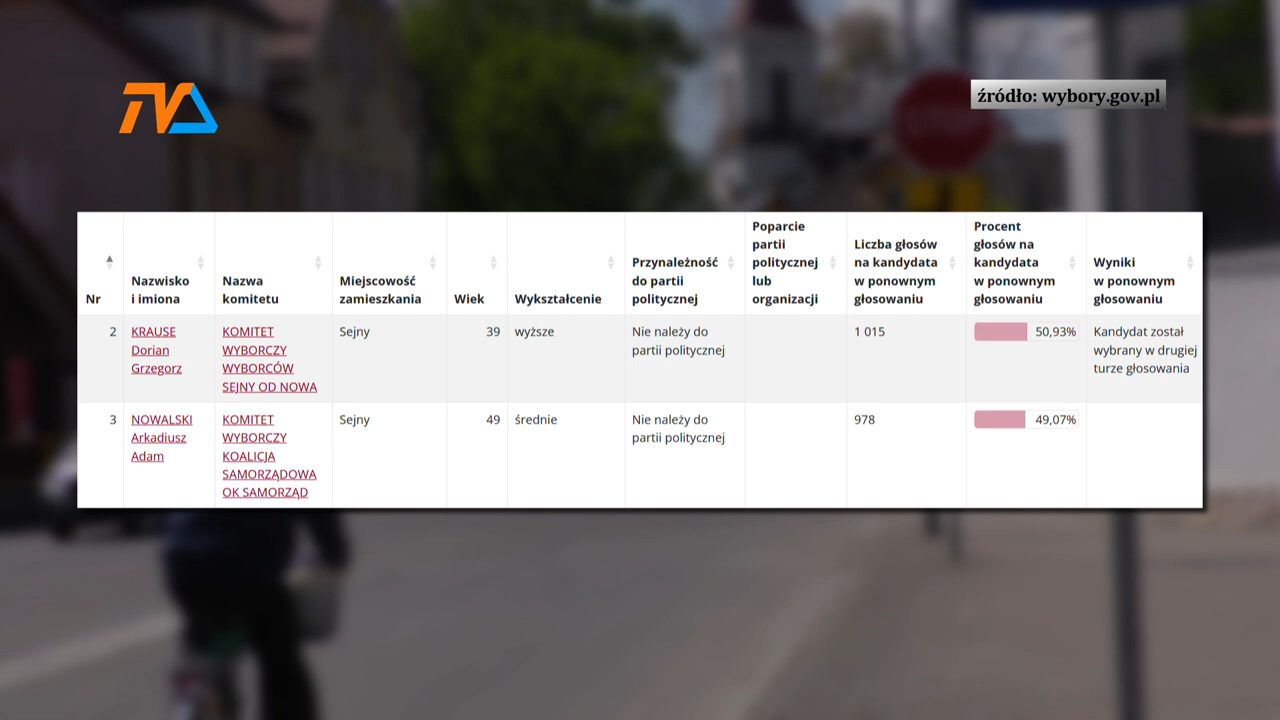 TVA
źródło: wybory.gov.pl
Nr
Nazwisko
i imiona
Nazwa
komitetu
Miejscowość
zamieszkania
Wiek
Wykształcenie
Przynależność
do partii
politycznej
Poparcie
partii
politycznej
lub
organizacji
Liczba głosów
na kandydata
w ponownym
głosowaniu
Procent
głosów na
kandydata
w ponownym
głosowaniu
Wyniki
w ponownym
głosowaniu
2
KRAUSE
Dorian
Grzegorz
KOMITET
WYBORCZY
WYBORCÓW
SEJNY OD NOWA
Sejny
39
wyższe
Nie należy do
partii politycznej
1 015
50,93%
Kandydat został
wybrany w drugiej
turze głosowania
3
NOWALSKI
Arkadiusz
Adam
KOMITET
WYBORCZY
KOALICJA
SAMORZĄDOWA
OK SAMORZĄD
Sejny
49
średnie
Nie należy do
partii politycznej
978
49,07%